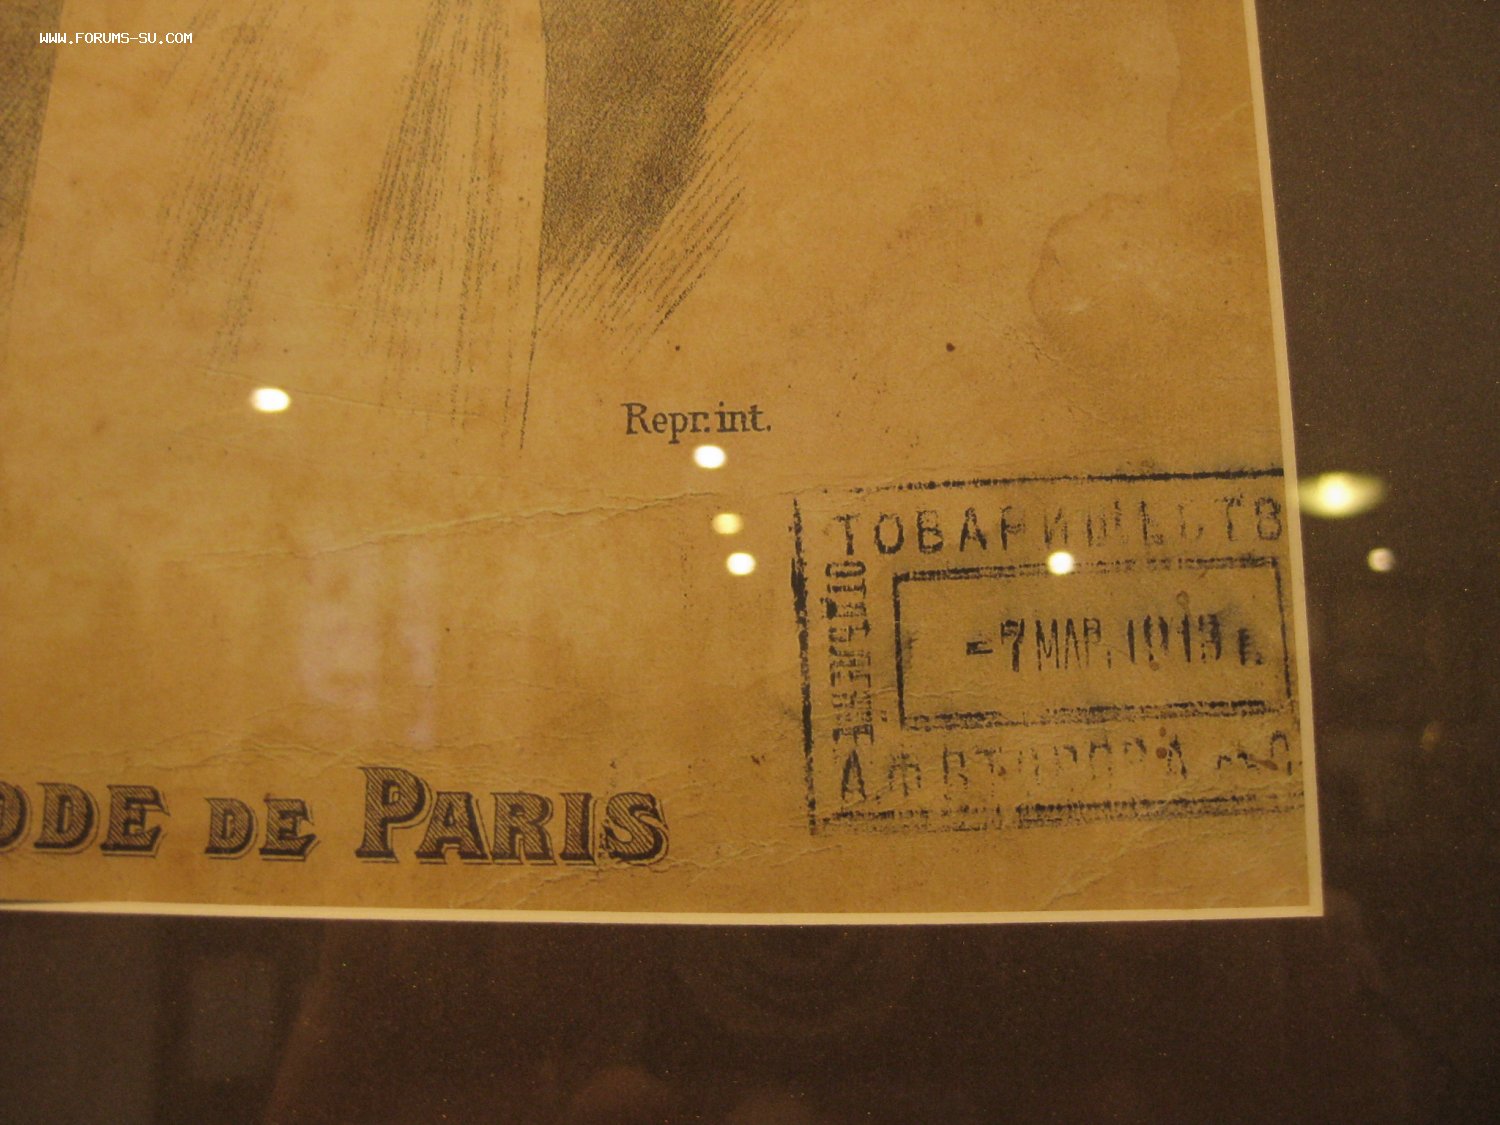 WWW.FORUMS-SU.COM
Repr. int.
ТОВАРИЩЕСТВ
-7 МАР. 1913 г.
ODE DE PARIS